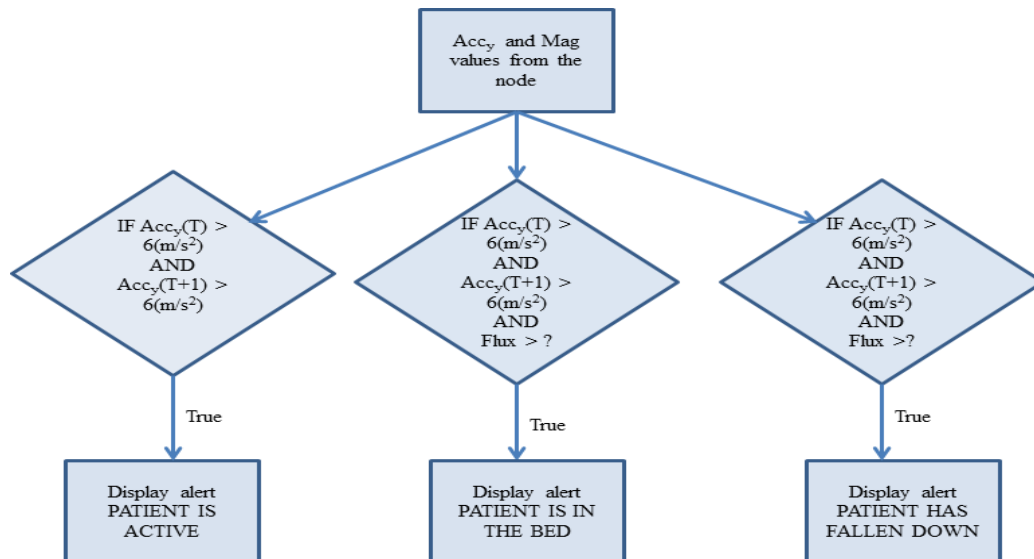 Accy and Mag
values from the
node
IF Accy(T) >
6(m/s²)
AND
Accy(T+1) >
6(m/s²)
IF Accy(T) >
6(m/s²)
AND
Accy(T+1) >
6(m/s²)
AND
Flux > ?
IF Accy(T) >
6(m/s²)
AND
Accy(T+1) >
6(m/s²)
AND
Flux >?
True
True
True
Display alert
PATIENT IS
ACTIVE
Display alert
PATIENT IS IN
THE BED
Display alert
PATIENT HAS
FALLEN DOWN